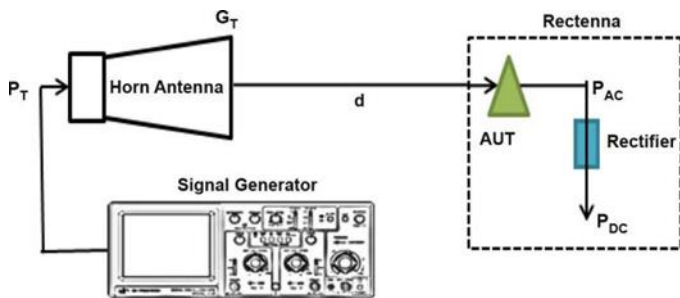 G_T
Rectenna
P_T
Horn Antenna
d
P_AC
AUT
Rectifier
Signal Generator
P_DC